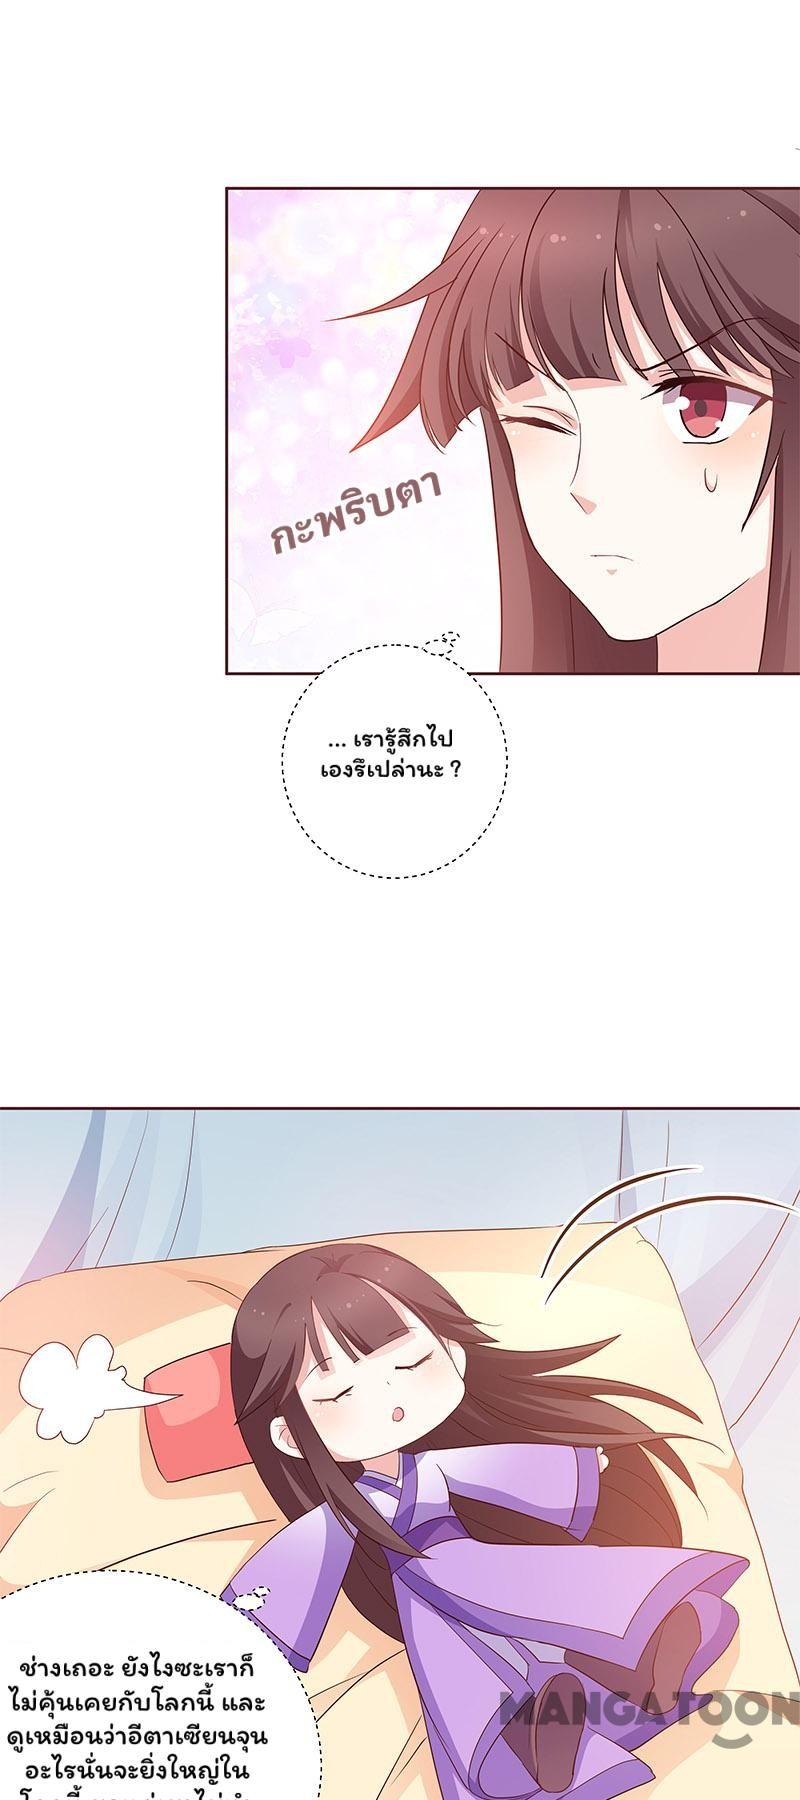 กะพริบตา
... เรารู้สึกไป
เองรึเปล่านะ ?
ช่างเถอะ ยังไงซะเราก็
ไม่คุ้นเคยกับโลกนี้ และ
ดูเหมือนว่าอีตาเซียนจุน
อะไรนั่นจะยิ่งใหญ่ใน
MANGATOON